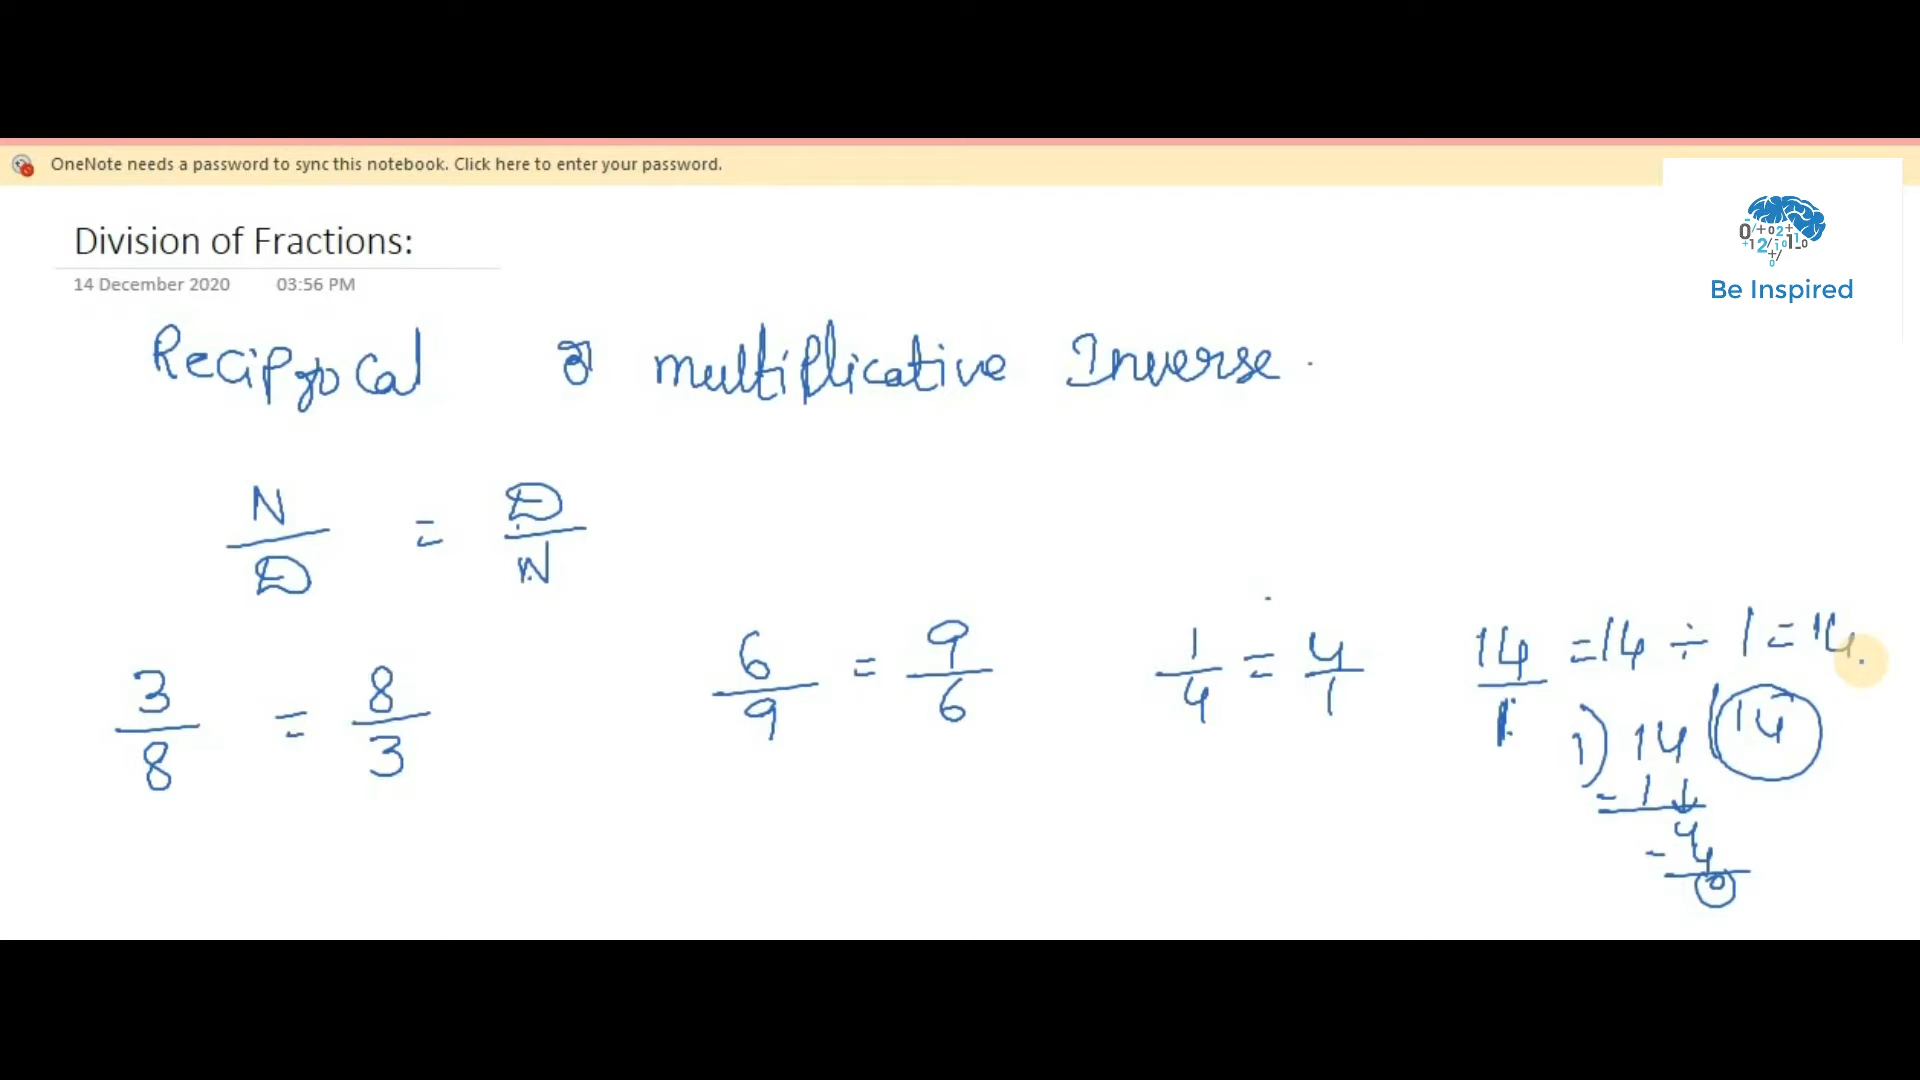 OneNote needs a password to sync this notebook. Click here to enter your password.
Be Inspired
Division of Fractions:
14 December 2020 03:56 PM
Reciprocal or multiplicative Inverse.
N/D = D/N
3/8 = 8/3
6/9 = 9/6
1/4 = 4/1
14/1 = 14 ÷ 1 = 14.
1) 14 (14
- 1 ↓
4
- 4
0